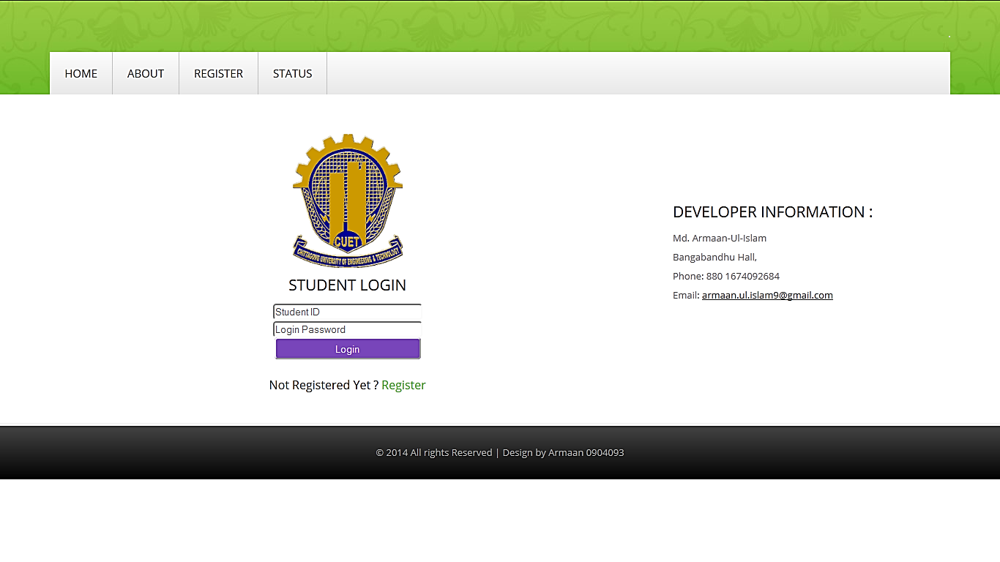 HOME ABOUT REGISTER STATUS
CUET
CHITTAGONG UNIVERSITY OF ENGINEERING & TECHNOLOGY
STUDENT LOGIN
Student ID
Login Password
Login
Not Registered Yet ? Register
DEVELOPER INFORMATION :
Md. Armaan-Ul-Islam
Bangabandhu Hall,
Phone: 880 1674092684
Email: armaan.ul.islam9@gmail.com
© 2014 All rights Reserved | Design by Armaan 0904093